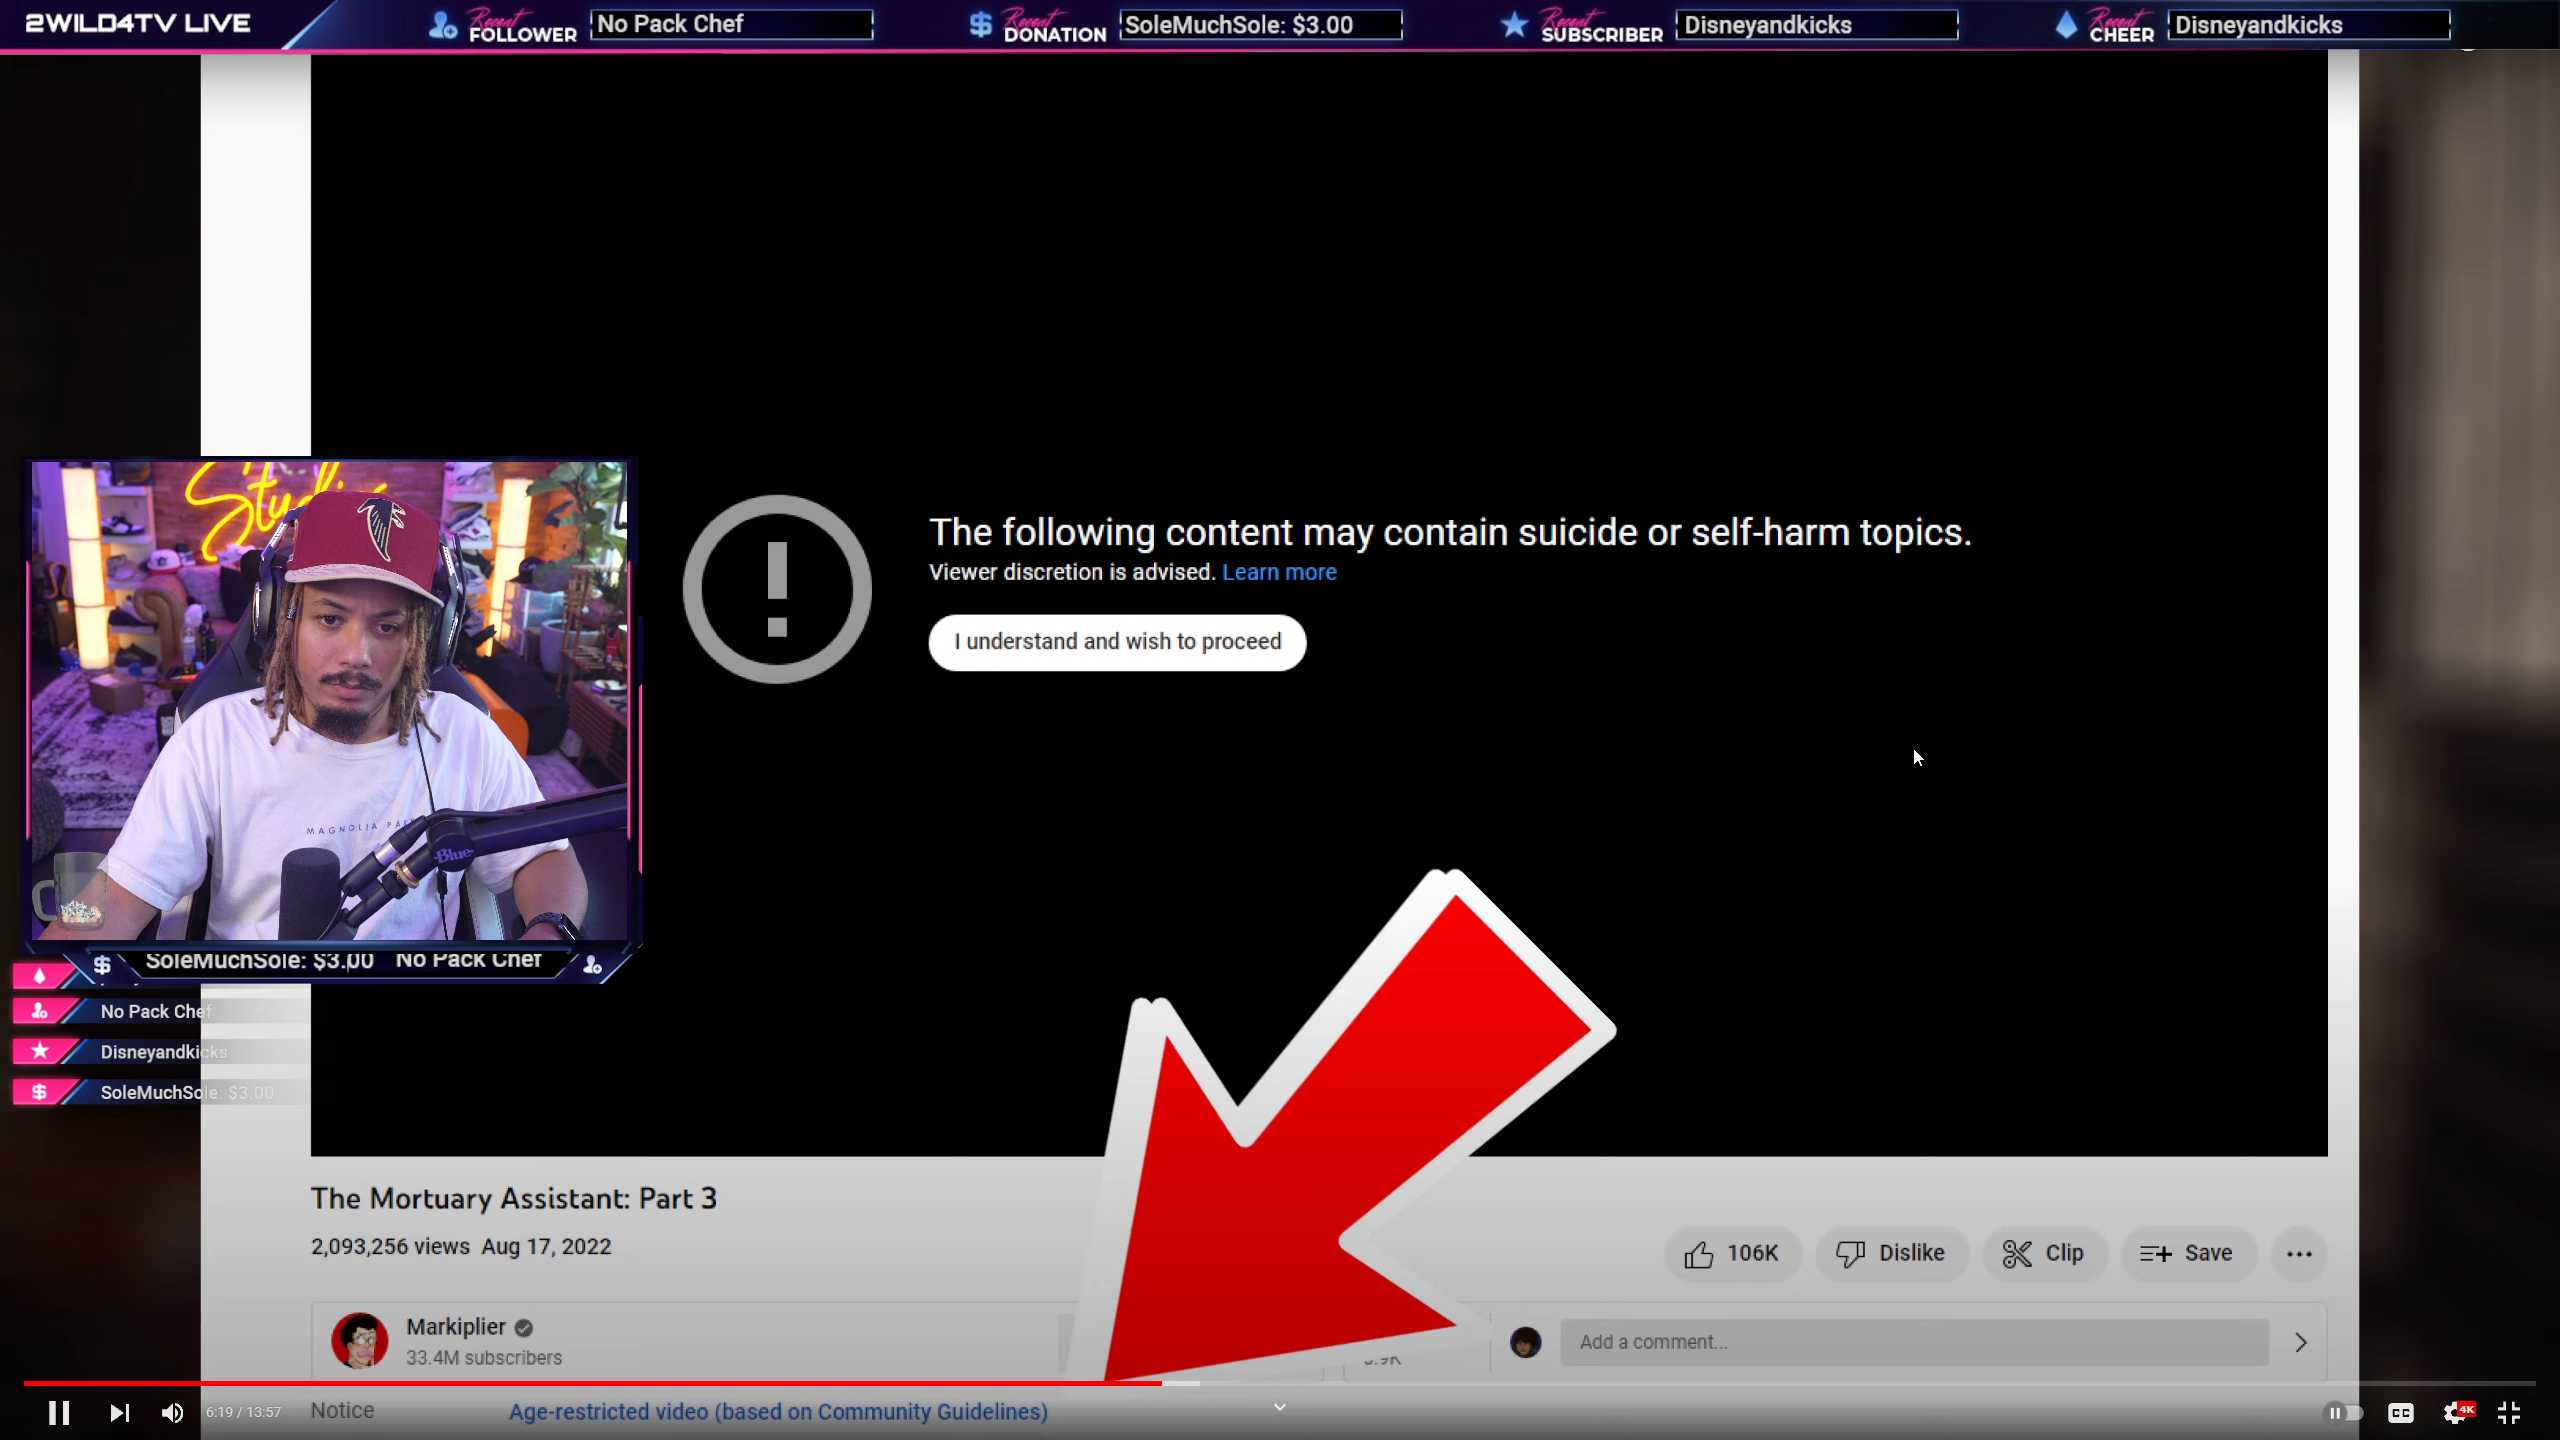 2WILD4TV LIVE
Recent FOLLOWER No Pack Chef
Recent DONATION SoleMuchSole: $3.00
Recent SUBSCRIBER Disneyandkicks
Recent CHEER Disneyandkicks
The following content may contain suicide or self-harm topics.
Viewer discretion is advised. Learn more
I understand and wish to proceed
MAGNOLIA
Blue
SoleMuchSole: $3.00 No Pack Chef
No Pack Chef
Disneyandkicks
SoleMuchSole: $3.00
The Mortuary Assistant: Part 3
2,093,256 views Aug 17, 2022
106K
Dislike
Clip
Save
Markiplier
33.4M subscribers
Add a comment...
6:19 / 13:57
Notice
Age-restricted video (based on Community Guidelines)
CC
4K